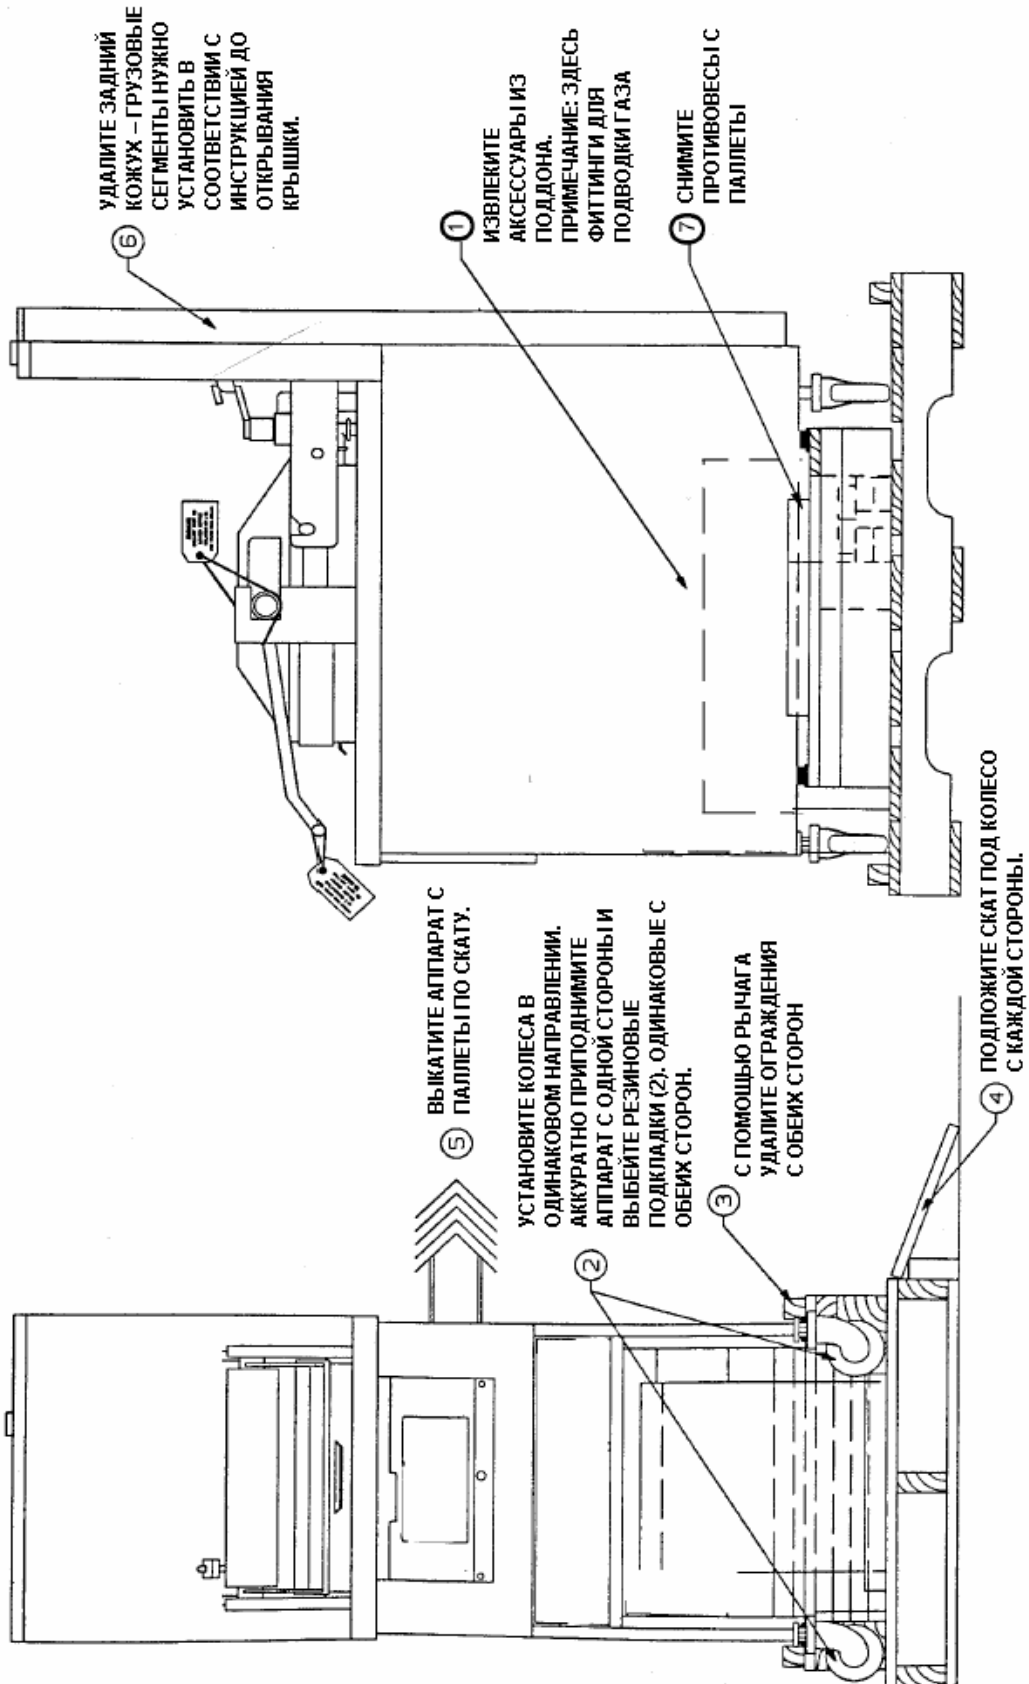 6
УДАЛИТЕ ЗАДНИЙ
КОЖУХ – ГРУЗОВЫЕ
СЕГМЕНТЫ НУЖНО
УСТАНОВИТЬ В
СООТВЕТСТВИИ С
ИНСТРУКЦИЕЙ ДО
ОТКРЫВАНИЯ
КРЫШКИ.
1
ИЗВЛЕКИТЕ
АКСЕССУАРЫ ИЗ
ПОДДОНА.
ПРИМЕЧАНИЕ: ЗДЕСЬ
ФИТТИНГИ ДЛЯ
ПОДВОДКИ ГАЗА
7
СНИМИТЕ
ПРОТИВОВЕСЫ С
ПАЛЛЕТЫ
5
ВЫКАТИТЕ АППАРАТ С
ПАЛЛЕТЫ ПО СКАТУ.
2
УСТАНОВИТЕ КОЛЕСА В
ОДИНАКОВОМ НАПРАВЛЕНИИ.
АККУРАТНО ПРИПОДНИМИТЕ
АППАРАТ С ОДНОЙ СТОРОНЫ И
ВЫБЕЙТЕ РЕЗИНОВЫЕ
ПОДКЛАДКИ (2). ОДИНАКОВЫЕ С
ОБЕИХ СТОРОН.
3
С ПОМОЩЬЮ РЫЧАГА
УДАЛИТЕ ОГРАЖДЕНИЯ
С ОБЕИХ СТОРОН
4
ПОДЛОЖИТЕ СКАТ ПОД КОЛЕСО
С КАЖДОЙ СТОРОНЫ.